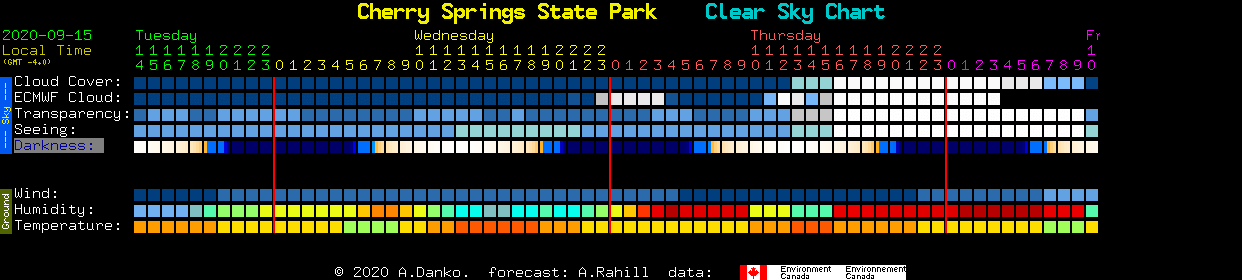 Cherry Springs State Park Clear Sky Chart
2020-09-15 Tuesday Wednesday Thursday Fr
Local Time 1 1 1 1 1 1 2 2 2 2 1 1 1 1 1 1 1 1 1 1 2 2 2 2 1 1 1 1 1 1 1 1 1 1 2 2 2 2 1
(GMT -4.0) 4 5 6 7 8 9 0 1 2 3 0 1 2 3 4 5 6 7 8 9 0 1 2 3 4 5 6 7 8 9 0 1 2 3 0 1 2 3 4 5 6 7 8 9 0 1 2 3 4 5 6 7 8 9 0 1 2 3 0 1 2 3 4 5 6 7 8 9 0
Sky
Cloud Cover:
ECMWF Cloud:
Transparency:
Seeing:
Darkness:
Ground
Wind:
Humidity:
Temperature:
© 2020 A.Danko. forecast: A.Rahill data: Environment Canada Environnement Canada